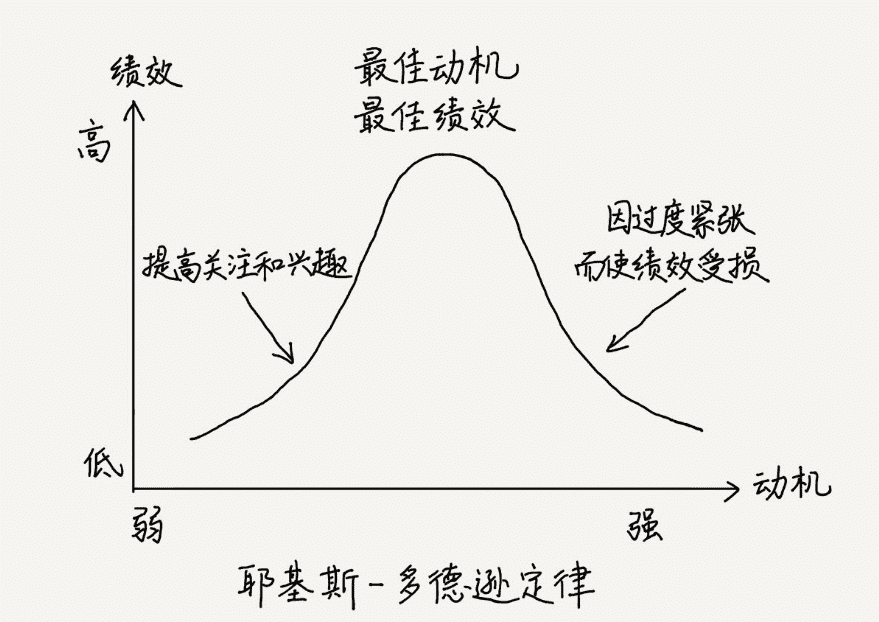 绩效
最佳动机
最佳绩效
高
因过度紧张
而使绩效受损
提高关注和兴趣
低
动机
弱
强
耶基斯-多德逊定律